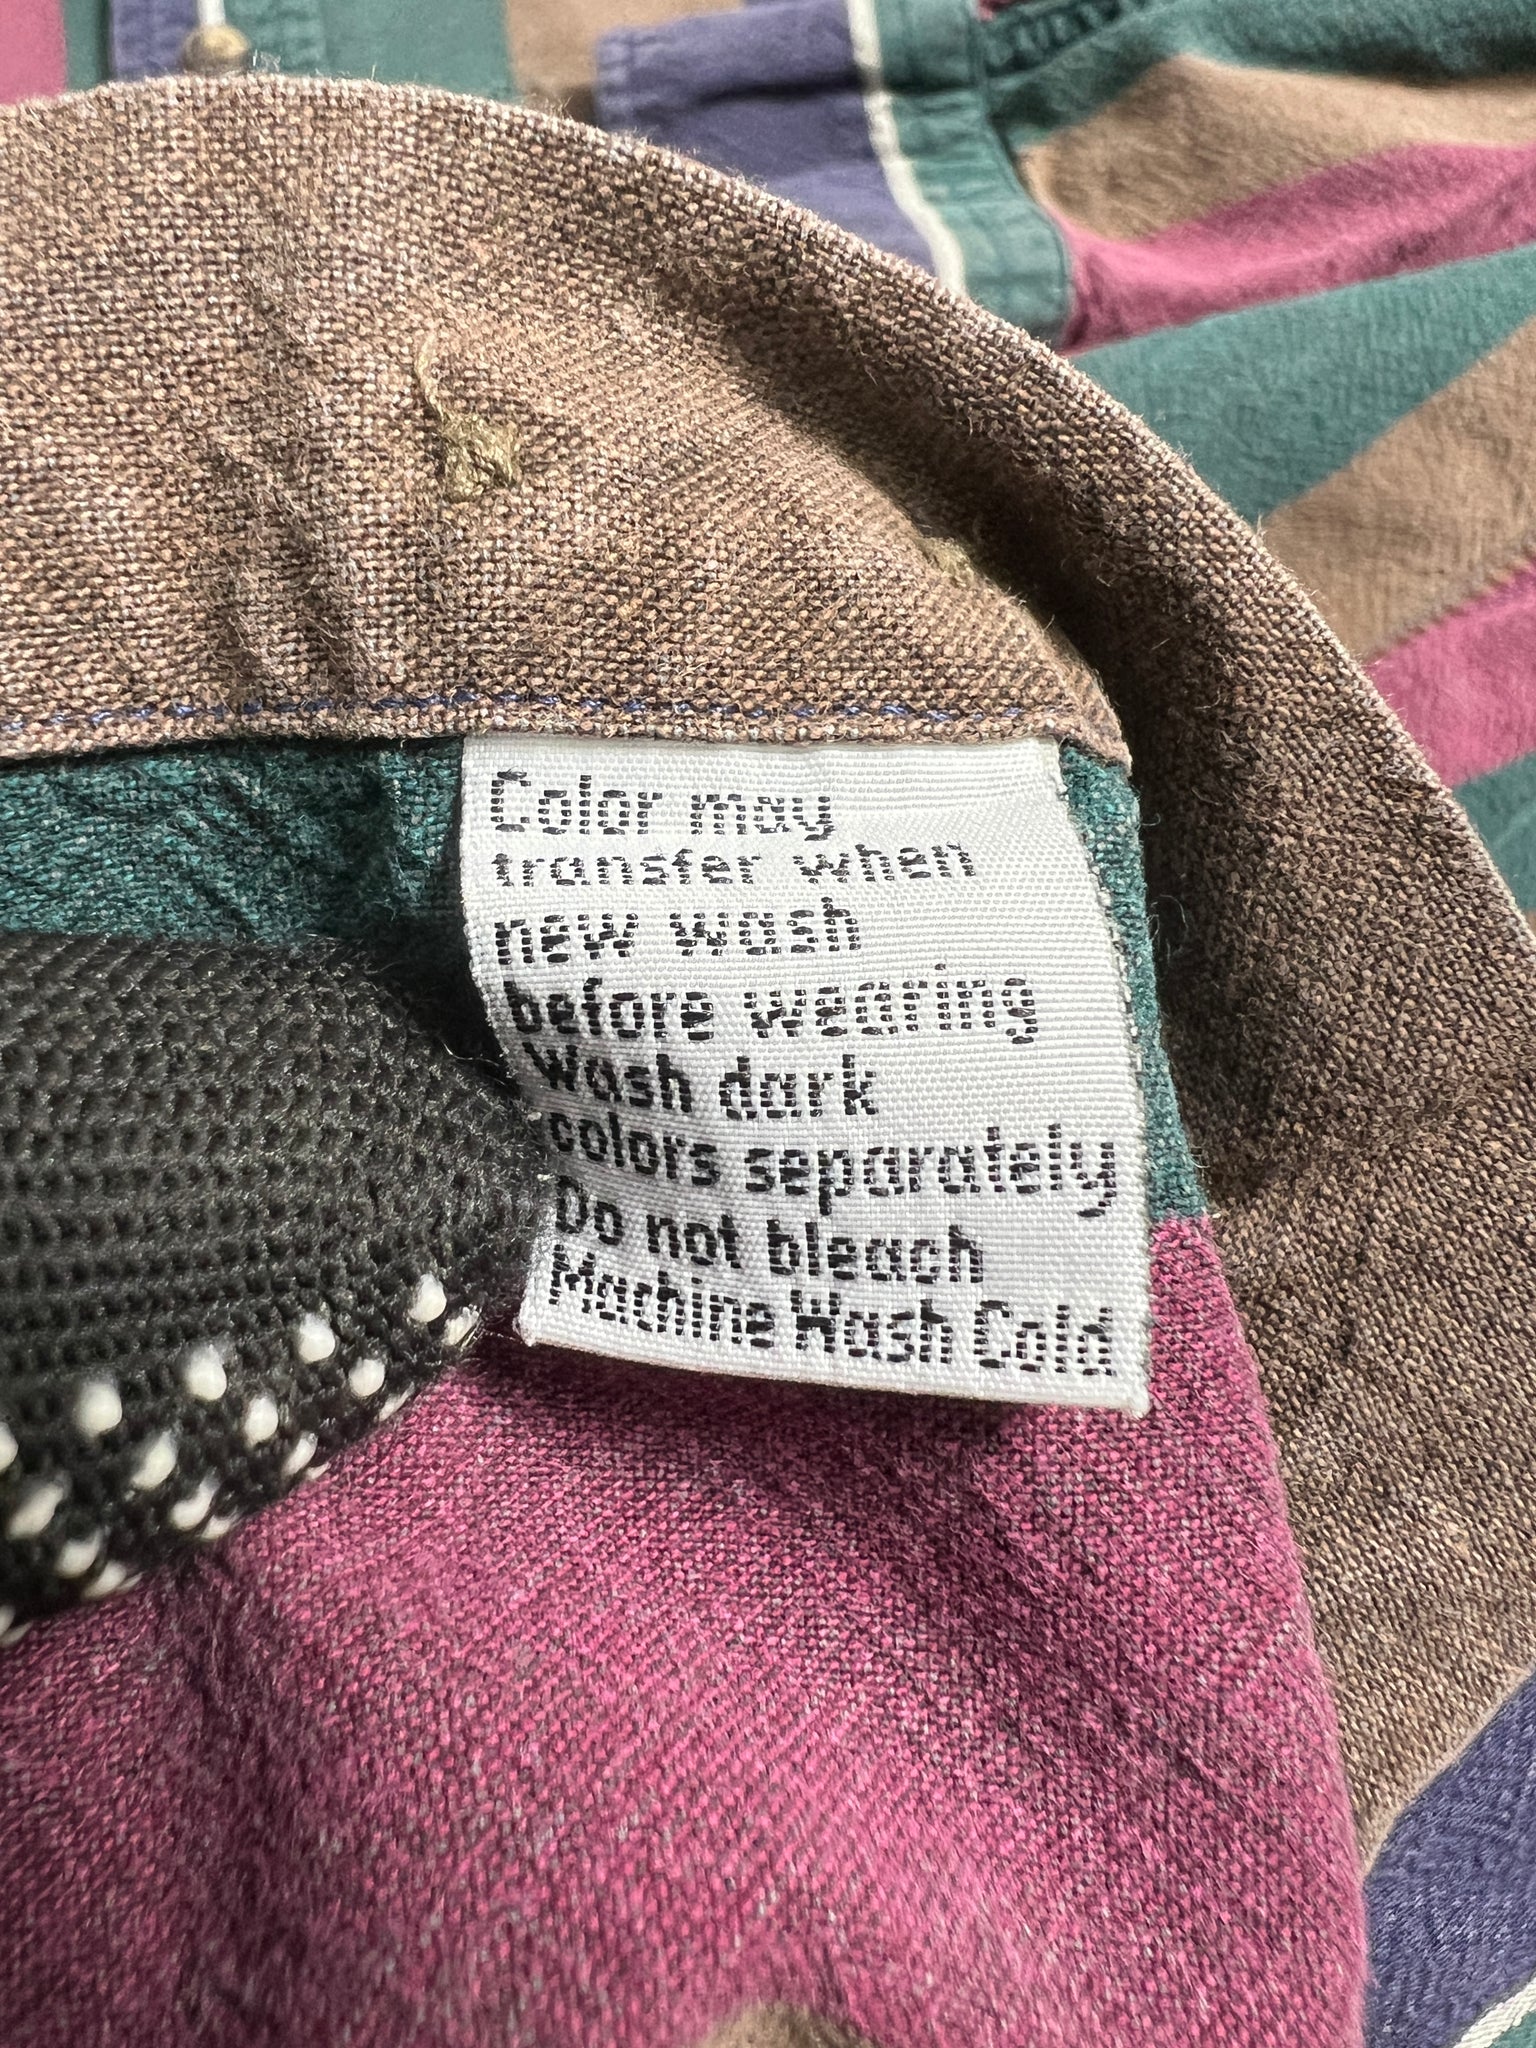 Color may
transfer when
new wash
before wearing
Wash dark
colors separately
Do not bleach
Machine Wash Cold